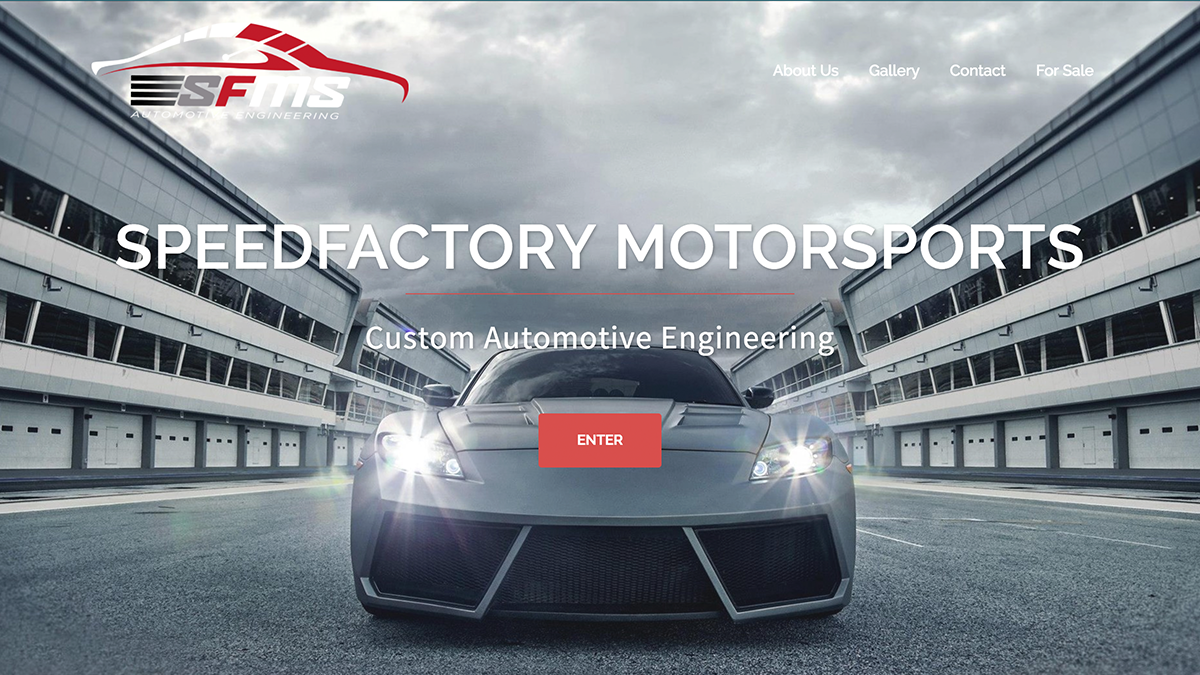 SFMS
AUTOMOTIVE ENGINEERING
About Us Gallery Contact For Sale
SPEEDFACTORY MOTORSPORTS
Custom Automotive Engineering
ENTER